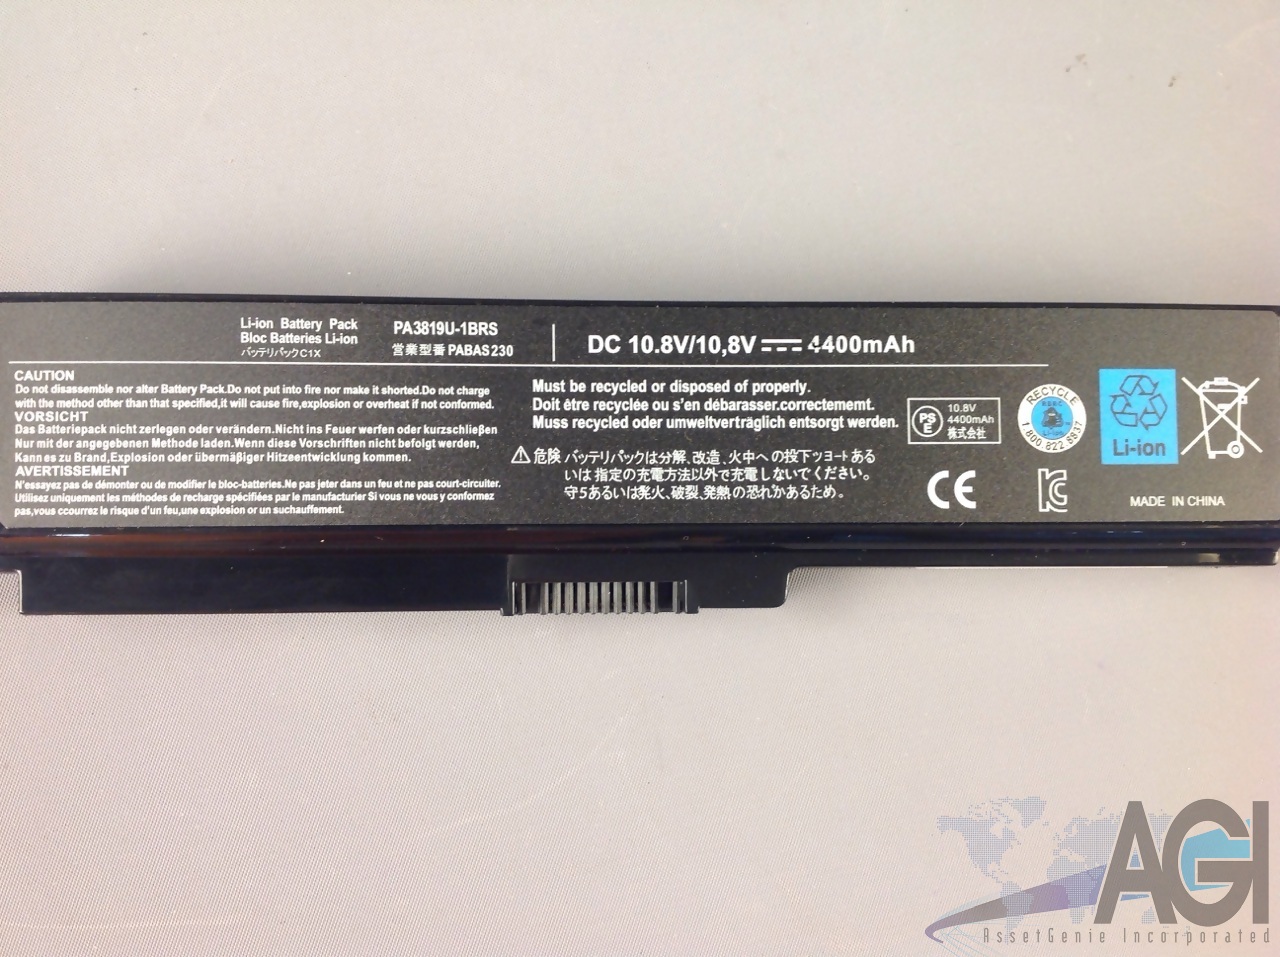 Li-ion Battery Pack
Bloc Batteries Li-ion
バッテリパックC1X
PA3819U-1BRS
営業型番 PABAS230
DC 10.8V/10,8V 4400mAh
CAUTION
Do not disassemble nor alter Battery Pack.Do not put into fire nor make it shorted.Do not charge
with the method other than that specified,it will cause fire,explosion or overheat if not conformed.
VORSICHT
Das Batteriepack nicht zerlegen oder verändern.Nicht ins Feuer werfen oder kurzschließen
Nur mit der angegebenen Methode laden.Wenn diese Vorschriften nicht befolgt werden,
Kann es zu Brand,Explosion oder übermäßiger Hitzeentwicklung kommen.
AVERTISSEMENT
N'essayez pas de démonter ou de modifier le bloc-batteries.Ne pas jeter dans un feu et ne pas court-circuiter.
Utilisez uniquement les méthodes de recharge spécifiées par le manufacturier Si vous ne vous y conformez
pas,vous ccourrez le risque d'un feu,une explosion or un suchauffement.
Must be recycled or disposed of properly.
Doit être recyclée ou s'en débarasser.correctememt.
Muss recycled oder umweltverträglich entsorgt werden.
危険 バッテリパックは分解、改造、火中への投下ッヨートある
いは指定の充電方法以外で充電しないでください。
守5あるいは発火、破裂、発熱の恐れかあるため。
PSE
10.8V
4400mAh
株式会社
RECYCLE
1·800·822·8837
Li-ion
CE
MADE IN CHINA
AGI
AssetGenie Incorporated